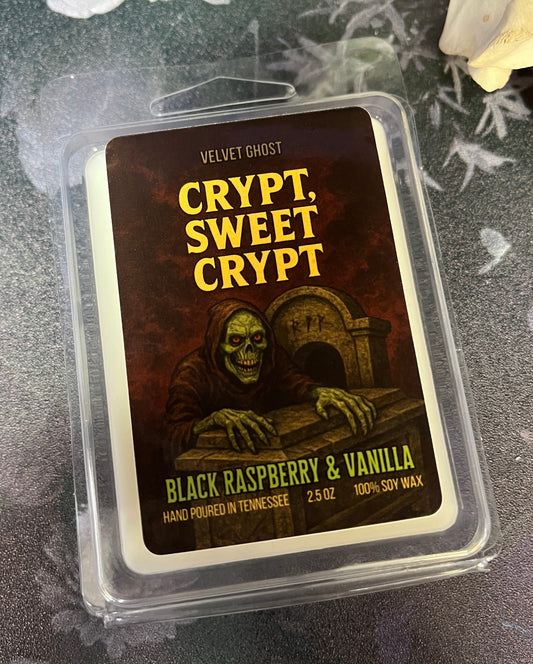 VELVET GHOST
CRYPT,
SWEET
CRYPT
BLACK RASPBERRY & VANILLA
HAND POURED IN TENNESSEE 2.5 OZ 100% SOY WAX